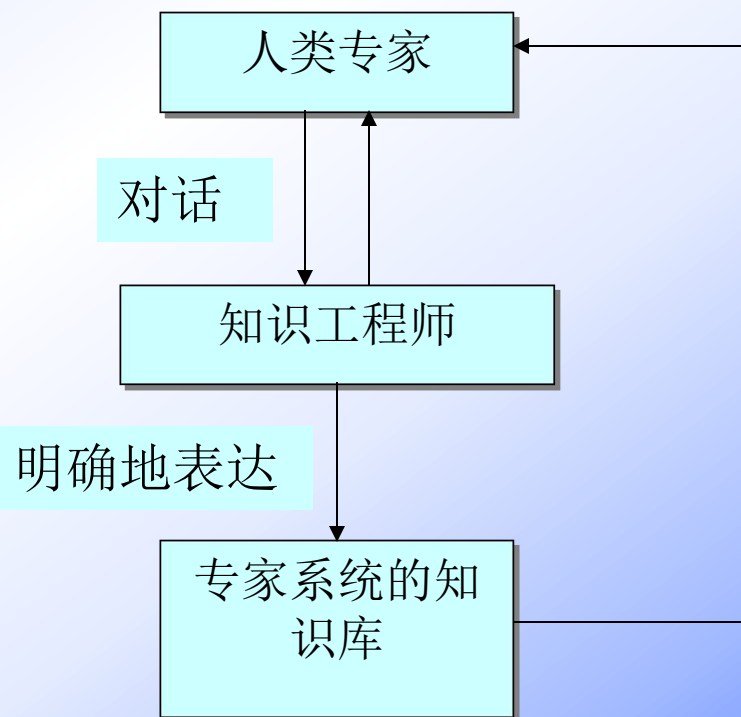 人类专家
对话
知识工程师
明确地表达
专家系统的知
识库